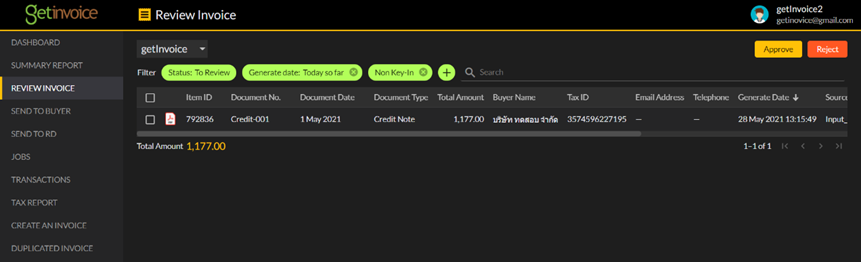 getinvoice
Review Invoice
getInvoice2
getinovice@gmail.com
DASHBOARD
SUMMARY REPORT
REVIEW INVOICE
SEND TO BUYER
SEND TO RD
JOBS
TRANSACTIONS
TAX REPORT
CREATE AN INVOICE
DUPLICATED INVOICE
getInvoice
Approve Reject
Filter Status: To Review Generate date: Today so far Non Key-In Search
Item ID Document No. Document Date Document Type Total Amount Buyer Name Tax ID Email Address Telephone Generate Date Source
792836 Credit-001 1 May 2021 Credit Note 1,177.00 บริษัท ทดสอบ จำกัด 3574596227195 — — 28 May 2021 13:15:49 Input_
Total Amount 1,177.00 1–1 of 1